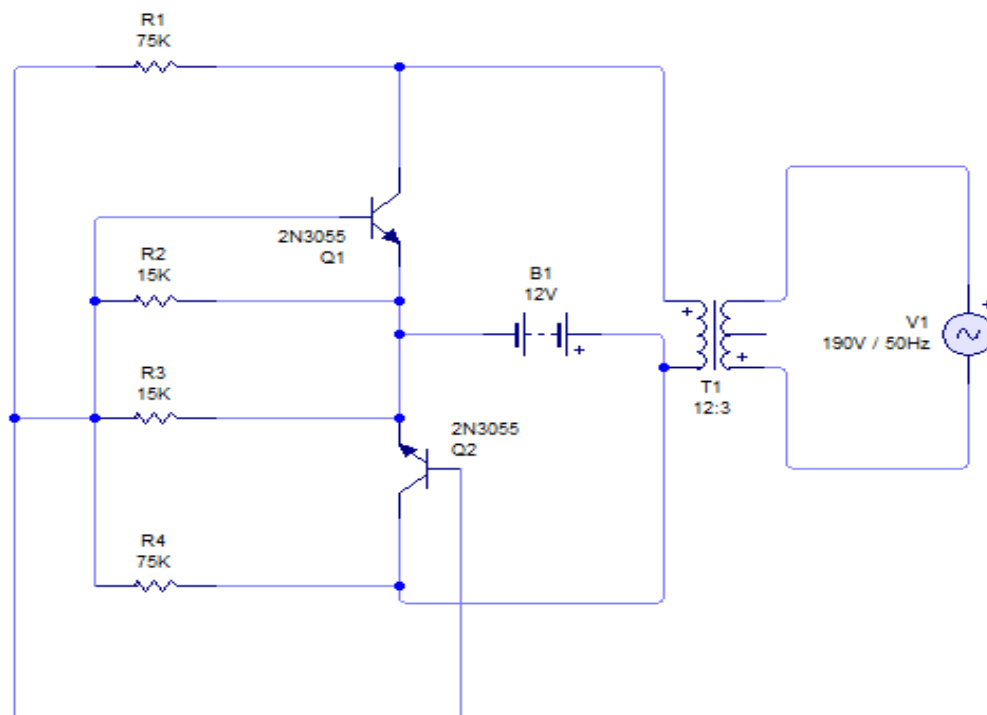 R1
75K
2N3055
Q1
R2
15K
B1
12V
+
+
+
+
V1
190V / 50Hz
T1
12:3
R3
15K
2N3055
Q2
R4
75K